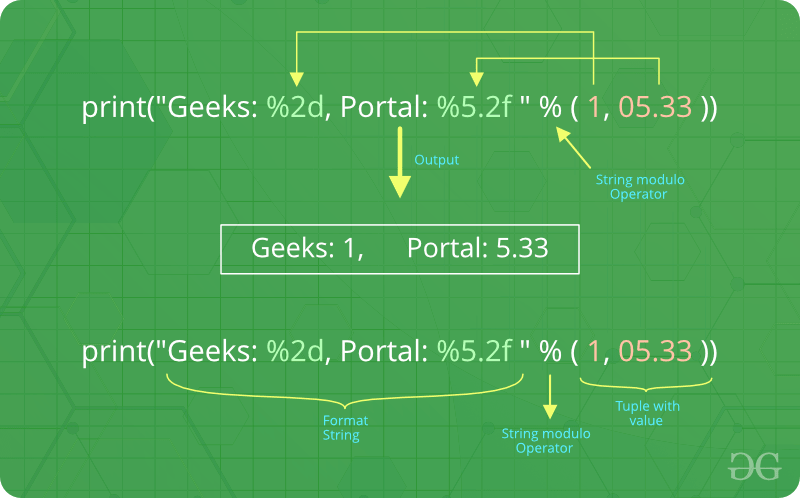 print("Geeks: %2d, Portal: %5.2f " % ( 1, 05.33 ))
Output
String modulo
Operator
Geeks: 1,      Portal: 5.33
print("Geeks: %2d, Portal: %5.2f " % ( 1, 05.33 ))
Format
String
String modulo
Operator
Tuple with
value